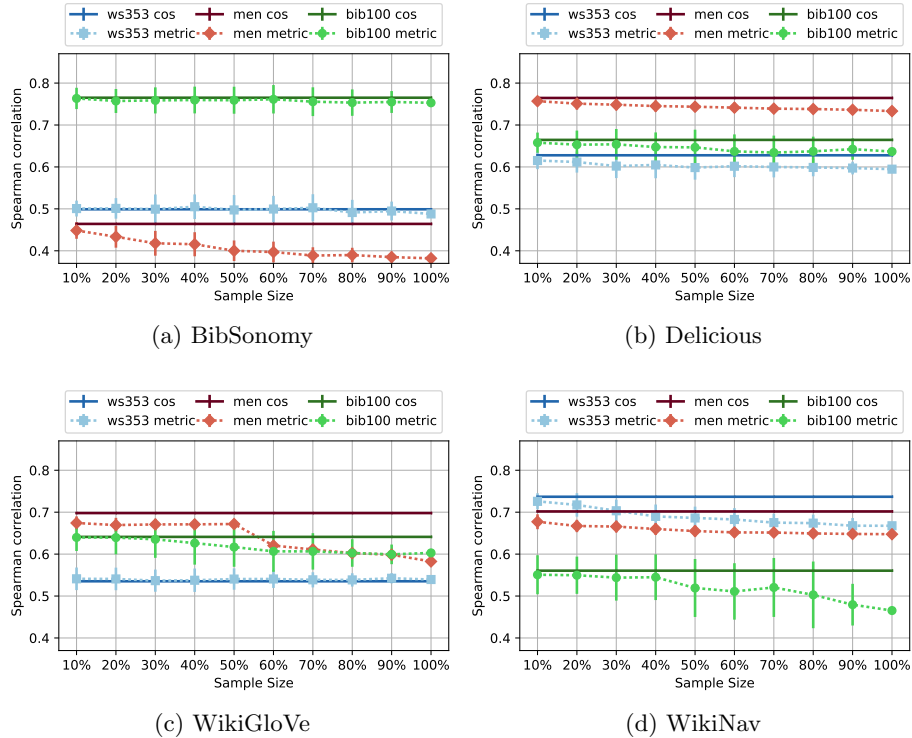 ws353 cos men cos bib100 cos
ws353 metric men metric bib100 metric
0.8
0.7
0.6
0.5
0.4
Spearman correlation
10% 20% 30% 40% 50% 60% 70% 80% 90% 100%
Sample Size
(a) BibSonomy
ws353 cos men cos bib100 cos
ws353 metric men metric bib100 metric
0.8
0.7
0.6
0.5
0.4
Spearman correlation
10% 20% 30% 40% 50% 60% 70% 80% 90% 100%
Sample Size
(b) Delicious
ws353 cos men cos bib100 cos
ws353 metric men metric bib100 metric
0.8
0.7
0.6
0.5
0.4
Spearman correlation
10% 20% 30% 40% 50% 60% 70% 80% 90% 100%
Sample Size
(c) WikiGloVe
ws353 cos men cos bib100 cos
ws353 metric men metric bib100 metric
0.8
0.7
0.6
0.5
0.4
Spearman correlation
10% 20% 30% 40% 50% 60% 70% 80% 90% 100%
Sample Size
(d) WikiNav